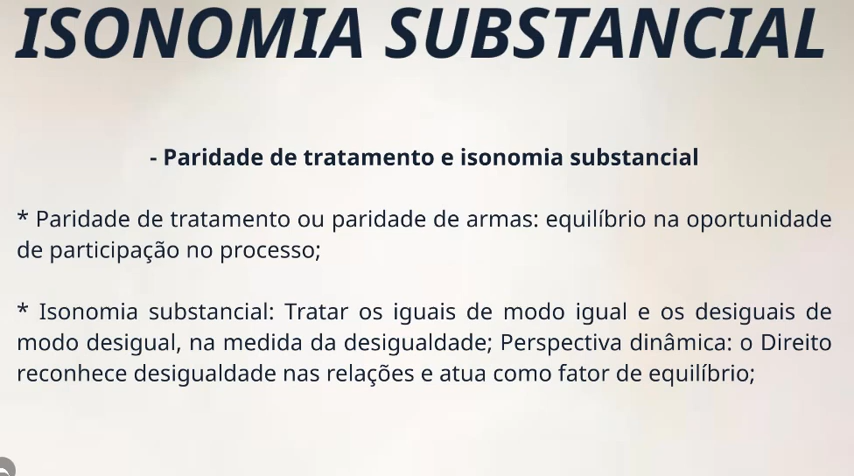 ISONOMIA SUBSTANCIAL
- Paridade de tratamento e isonomia substancial
* Paridade de tratamento ou paridade de armas: equilíbrio na oportunidade
de participação no processo;
* Isonomia substancial: Tratar os iguais de modo igual e os desiguais de
modo desigual, na medida da desigualdade; Perspectiva dinâmica: o Direito
reconhece desigualdade nas relações e atua como fator de equilíbrio;